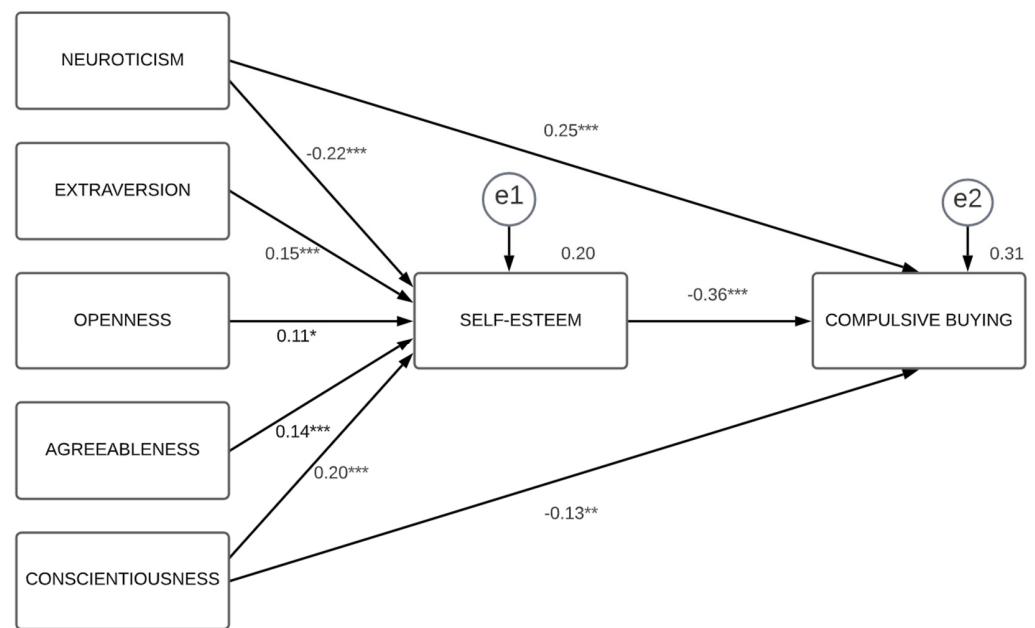 NEUROTICISM
0.25***
-0.22***
e1
e2
EXTRAVERSION
0.15***
0.20
0.31
-0.36***
OPENNESS
SELF-ESTEEM
COMPULSIVE BUYING
0.11*
0.14***
AGREEABLENESS
0.20***
-0.13**
CONSCIENTIOUSNESS